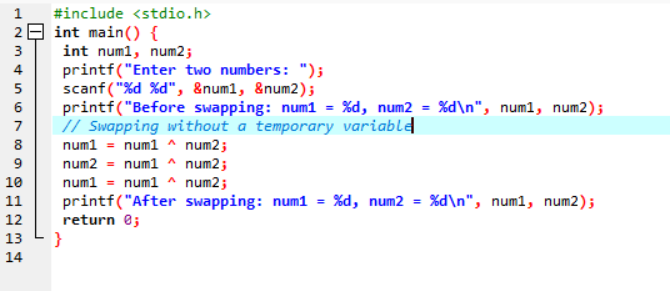 1 #include <stdio.h>
2 int main() {
3 int num1, num2;
4 printf("Enter two numbers: ");
5 scanf("%d %d", &num1, &num2);
6 printf("Before swapping: num1 = %d, num2 = %d\n", num1, num2);
7 // Swapping without a temporary variable
8 num1 = num1 ^ num2;
9 num2 = num1 ^ num2;
10 num1 = num1 ^ num2;
11 printf("After swapping: num1 = %d, num2 = %d\n", num1, num2);
12 return 0;
13 }
14